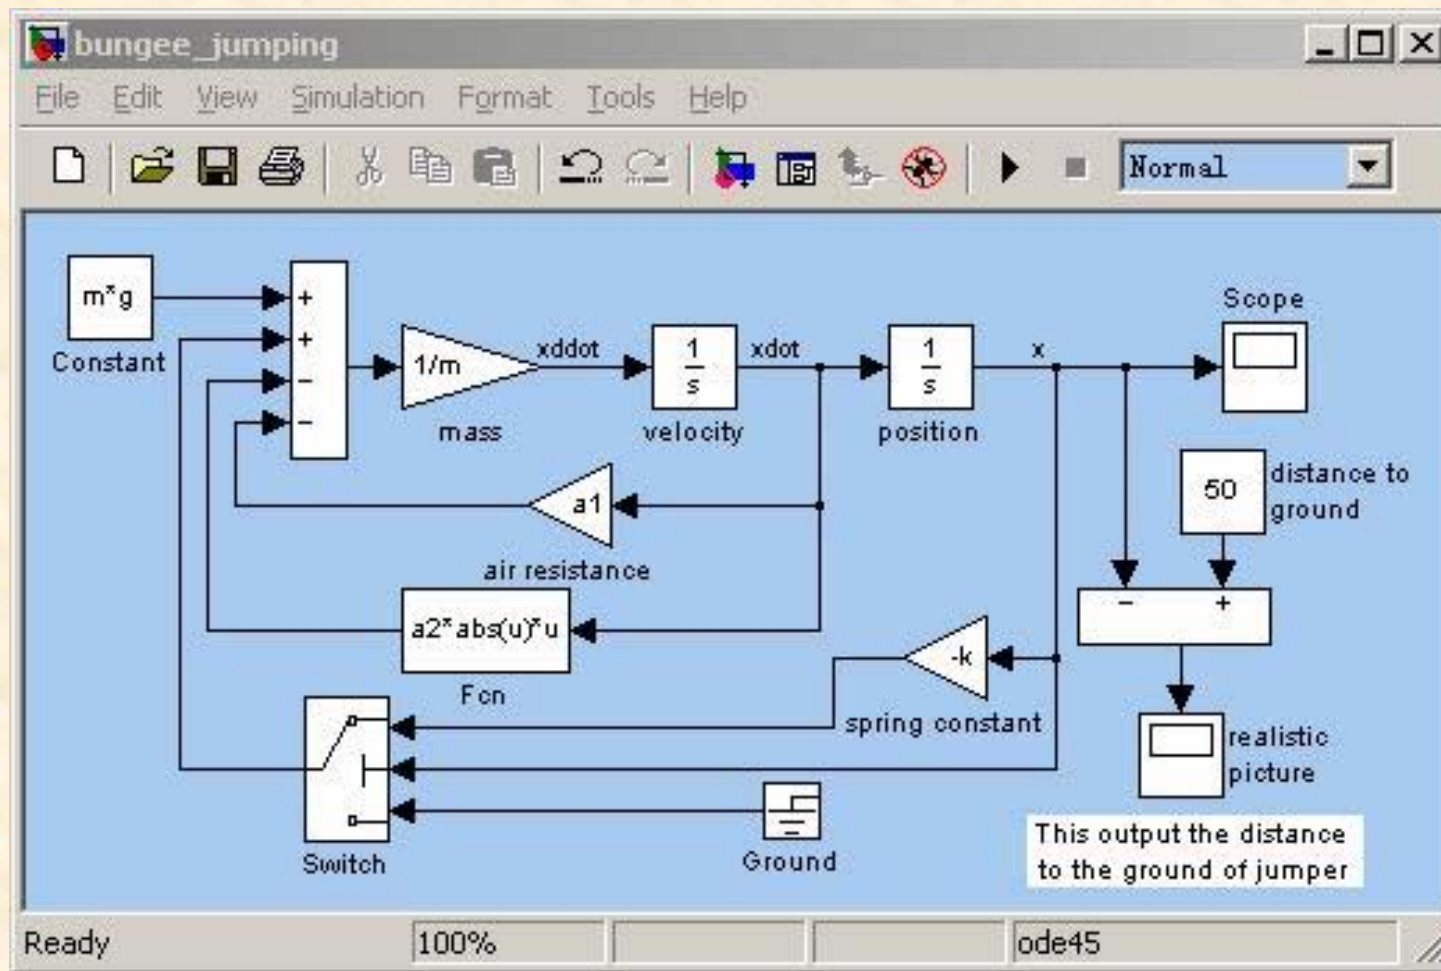 bungee_jumping
File Edit View Simulation Format Tools Help
Normal
m*g
Constant
+
+
−
−
1/m
mass
xddot
1
s
velocity
xdot
1
s
position
x
Scope
a1
air resistance
50
distance to
ground
a2*abs(u)*u
Fcn
− +
-k
spring constant
realistic
picture
Switch
Ground
This output the distance
to the ground of jumper
Ready 100% ode45